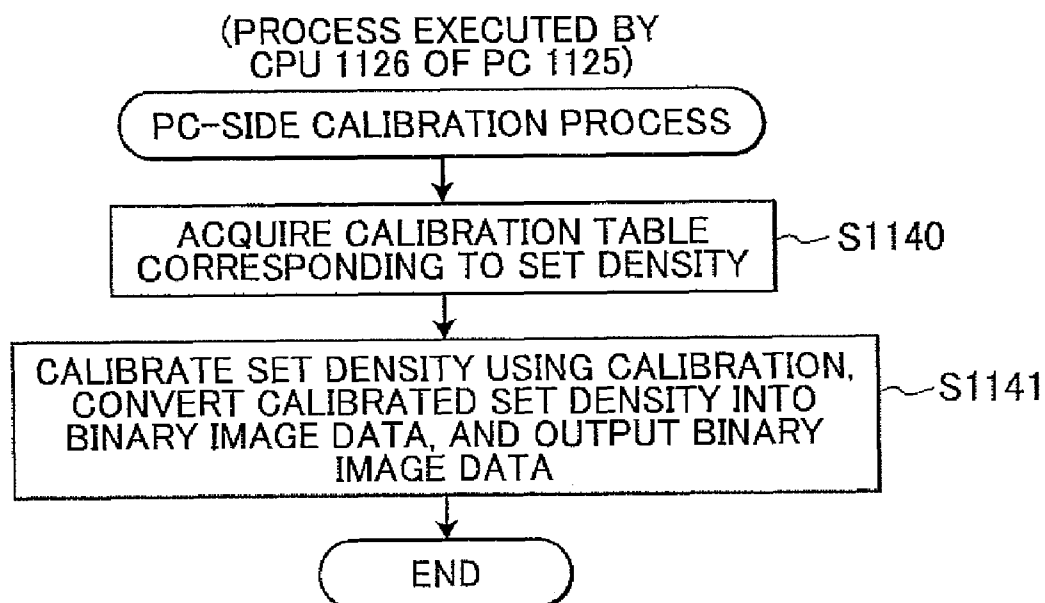 (PROCESS EXECUTED BY
CPU 1126 OF PC 1125)
PC-SIDE CALIBRATION PROCESS
ACQUIRE CALIBRATION TABLE
CORRESPONDING TO SET DENSITY
S1140
CALIBRATE SET DENSITY USING CALIBRATION,
CONVERT CALIBRATED SET DENSITY INTO
BINARY IMAGE DATA, AND OUTPUT BINARY
IMAGE DATA
S1141
END